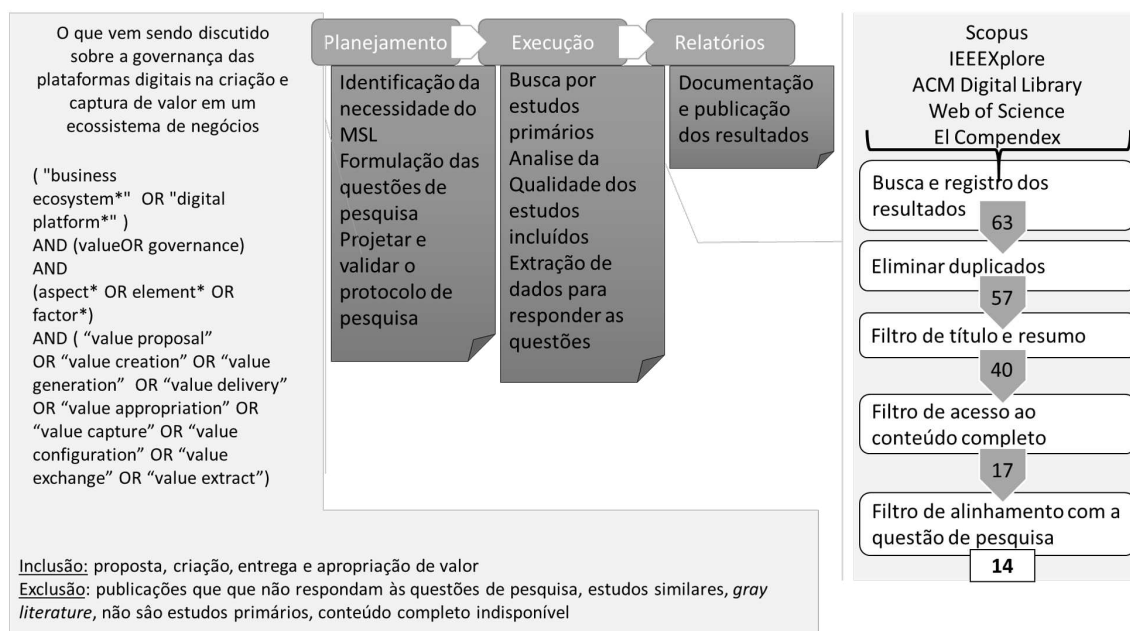 O que vem sendo discutido
sobre a governança das
plataformas digitais na criação e
captura de valor em um
ecossistema de negócios
( "business
ecosystem*" OR "digital
platform*" )
AND (valueOR governance)
AND
(aspect* OR element* OR
factor*)
AND ( “value proposal”
OR “value creation” OR “value
generation” OR “value delivery”
OR “value appropriation” OR
“value capture” OR “value
configuration” OR “value
exchange” OR “value extract”)
Planejamento
Identificação da
necessidade do
MSL
Formulação das
questões de
pesquisa
Projetar e
validar o
protocolo de
pesquisa
Execução
Busca por
estudos
primários
Analise da
Qualidade dos
estudos
incluídos
Extração de
dados para
responder as
questões
Relatórios
Documentação
e publicação
dos resultados
Scopus
IEEEXplore
ACM Digital Library
Web of Science
El Compendex
Busca e registro dos
resultados
63
Eliminar duplicados
57
Filtro de título e resumo
40
Filtro de acesso ao
conteúdo completo
17
Filtro de alinhamento com a
questão de pesquisa
14
Inclusão: proposta, criação, entrega e apropriação de valor
Exclusão: publicações que que não respondam às questões de pesquisa, estudos similares, gray
literature, não sâo estudos primários, conteúdo completo indisponível